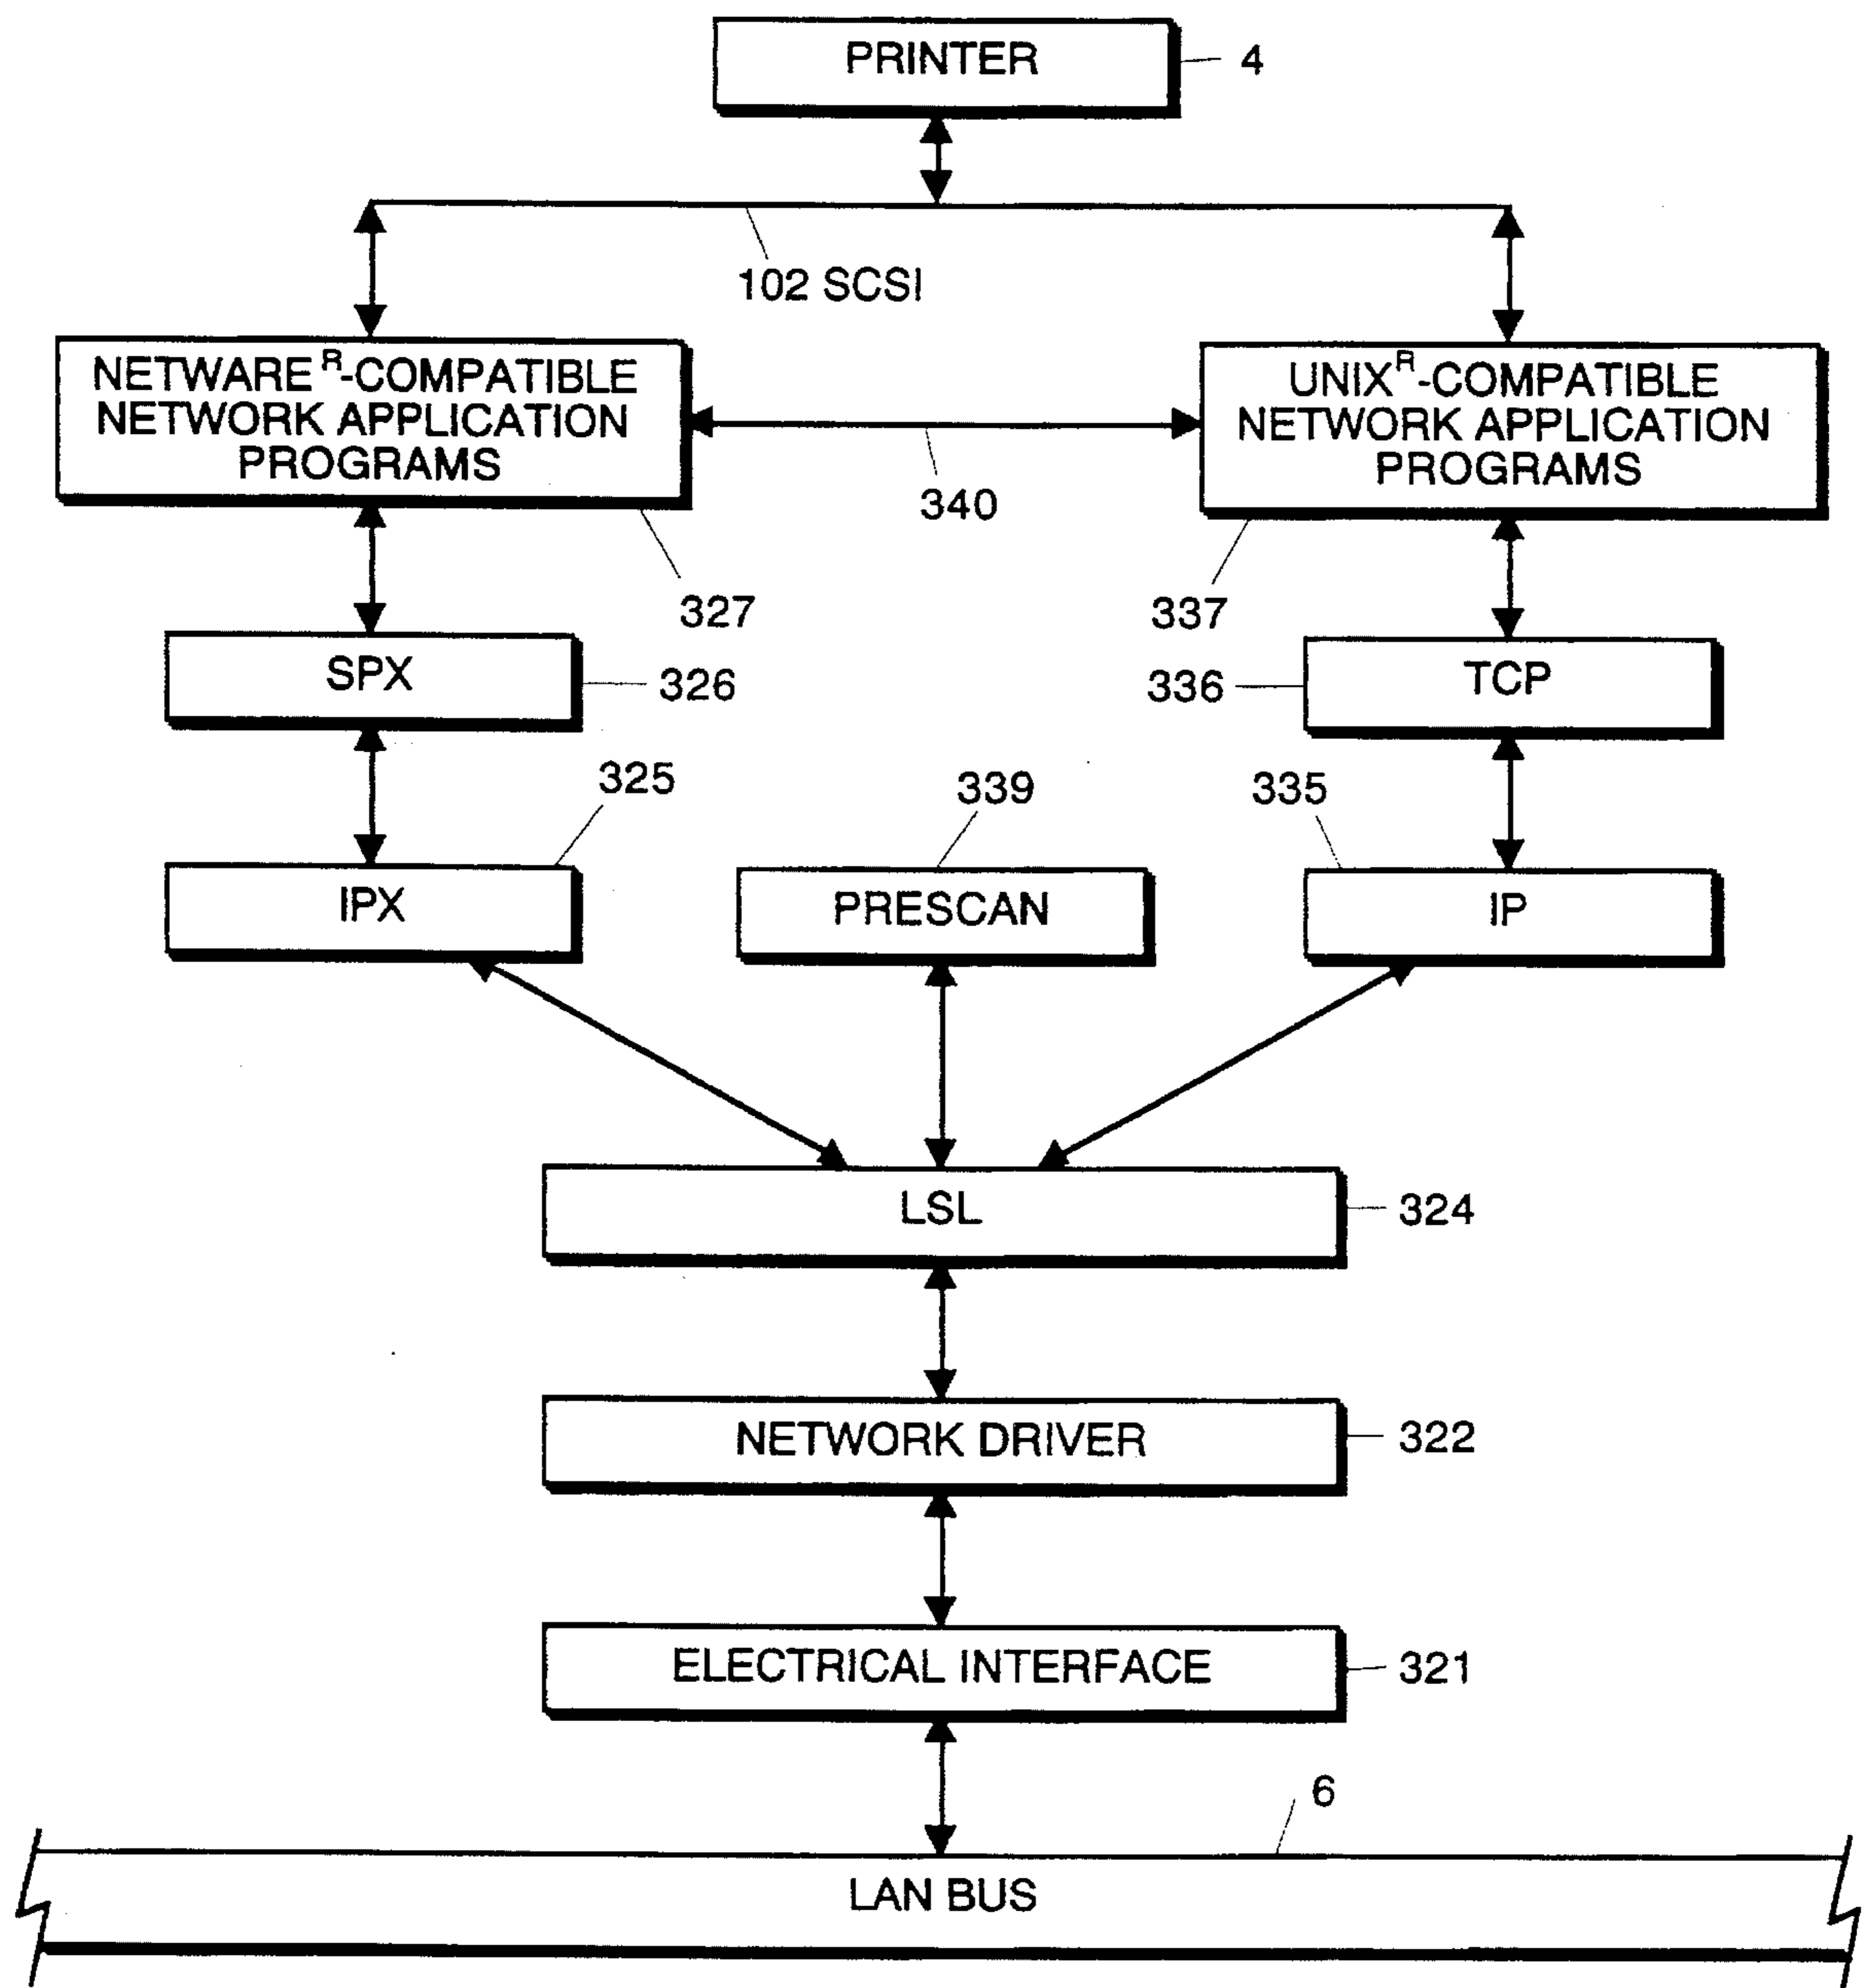 PRINTER
4
102 SCSI
NETWARE R-COMPATIBLE
NETWORK APPLICATION
PROGRAMS
UNIX R-COMPATIBLE
NETWORK APPLICATION
PROGRAMS
340
327
337
SPX
326
336
TCP
325
339
335
IPX
PRESCAN
IP
LSL
324
NETWORK DRIVER
322
ELECTRICAL INTERFACE
321
6
LAN BUS